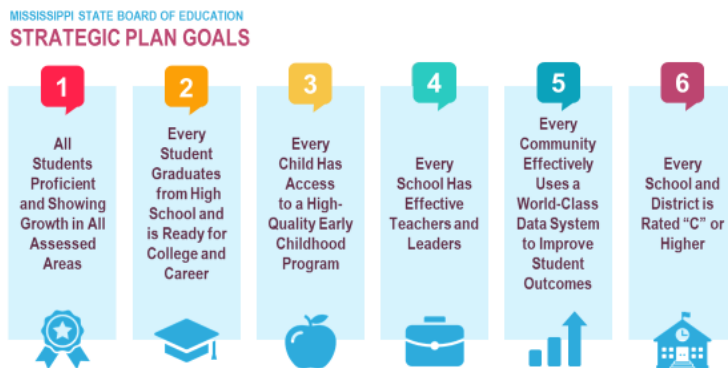 MISSISSIPPI STATE BOARD OF EDUCATION
STRATEGIC PLAN GOALS
1
All
Students
Proficient
and Showing
Growth in All
Assessed
Areas
2
Every
Student
Graduates
from High
School and
is Ready for
College and
Career
3
Every
Child Has
Access
to a High-
Quality Early
Childhood
Program
4
Every
School Has
Effective
Teachers and
Leaders
5
Every
Community
Effectively
Uses a
World-Class
Data System
to Improve
Student
Outcomes
6
Every
School and
District is
Rated “C” or
Higher